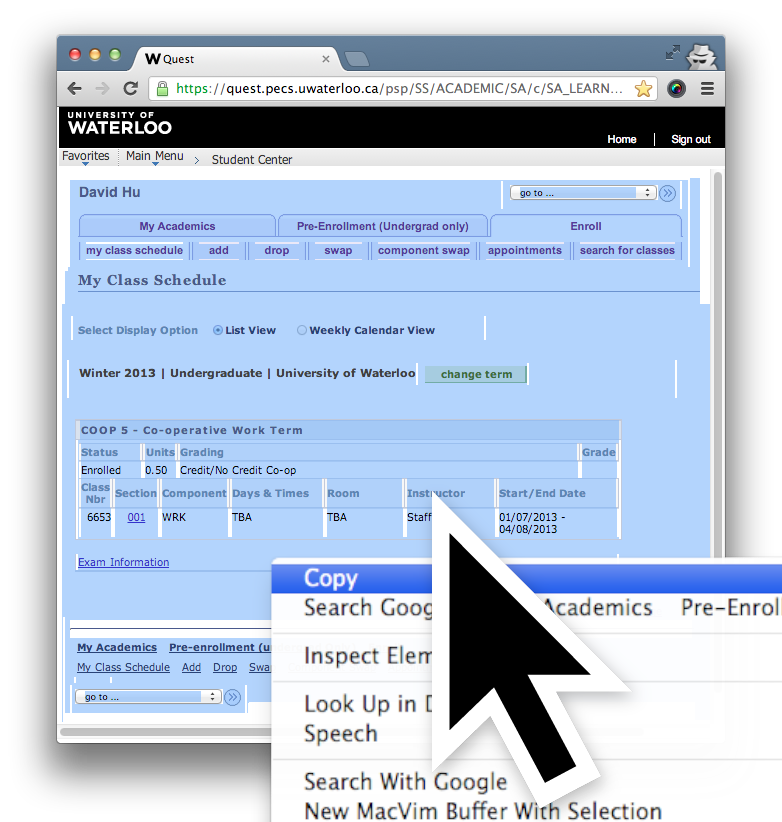 W Quest ×
https://quest.pecs.uwaterloo.ca/psp/SS/ACADEMIC/SA/c/SA_LEARN...
UNIVERSITY OF
WATERLOO
Home | Sign out
Favorites Main Menu > Student Center
David Hu go to ...
My Academics Pre-Enrollment (Undergrad only) Enroll
my class schedule add drop swap component swap appointments search for classes
My Class Schedule
Select Display Option List View Weekly Calendar View
Winter 2013 | Undergraduate | University of Waterloo change term
COOP 5 - Co-operative Work Term
Status Units Grading Grade
Enrolled 0.50 Credit/No Credit Co-op
Class Nbr Section Component Days & Times Room Instructor Start/End Date
6653 001 WRK TBA TBA Staff 01/07/2013 -
04/08/2013
Exam Information
Copy
Search Goog Academics Pre-Enroll
Inspect Elem
Look Up in D
Speech
Search With Google
New MacVim Buffer With Selection
My Academics Pre-enrollment (u
My Class Schedule Add Drop Swa
go to ...